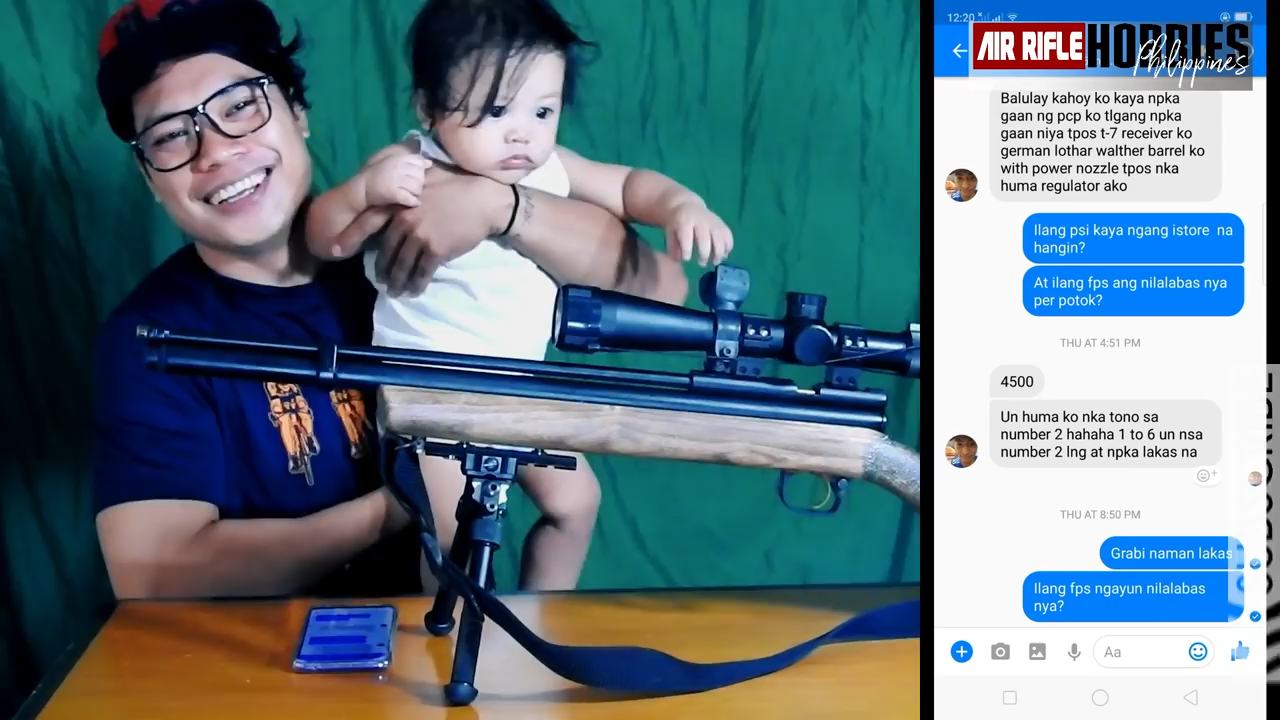 12:20
AIR RIFLE HOBBIES
Philippines
Balulay kahoy ko kaya npka
gaan ng pcp ko tlgang npka
gaan niya tpos t-7 receiver ko
german lothar walther barrel ko
with power nozzle tpos nka
huma regulator ako
Ilang psi kaya ngang istore na
hangin?
At ilang fps ang nilalabas nya
per potok?
THU AT 4:51 PM
4500
Un huma ko nka tono sa
number 2 hahaha 1 to 6 un nsa
number 2 lng at npka lakas na
THU AT 8:50 PM
Grabi naman lakas
Ilang fps ngayun nilalabas
nya?
Aa
SUBSCRIBE